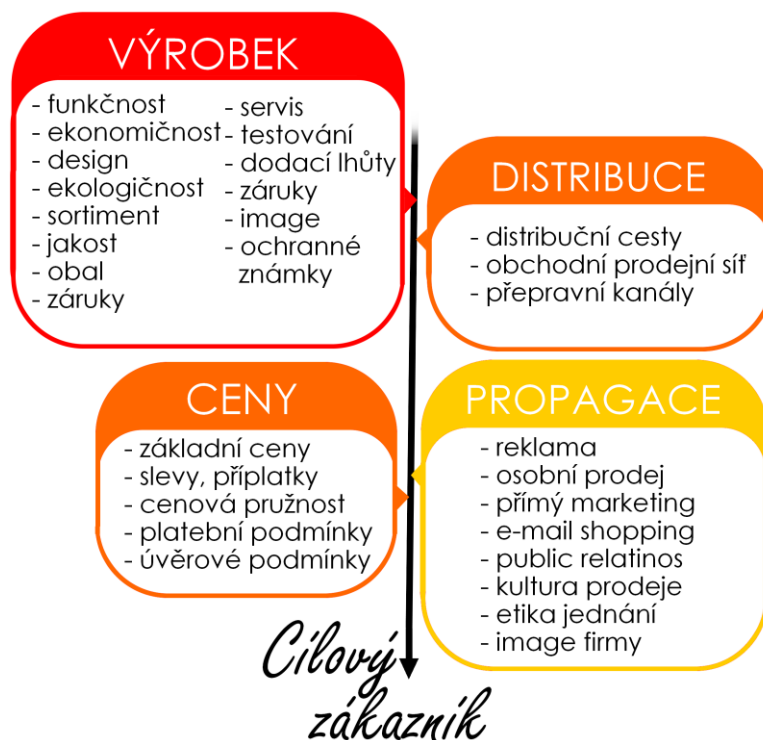 VÝROBEK
- funkčnost
- ekonomičnost
- design
- ekologičnost
- sortiment
- jakost
- obal
- záruky
- servis
- testování
- dodací lhůty
- záruky
- image
- ochranné
známky
DISTRIBUCE
- distribuční cesty
- obchodní prodejní síť
- přepravní kanály
CENY
- základní ceny
- slevy, příplatky
- cenová pružnost
- platební podmínky
- úvěrové podmínky
PROPAGACE
- reklama
- osobní prodej
- přímý marketing
- e-mail shopping
- public relatinos
- kultura prodeje
- etika jednání
- image firmy
Cílový
zákazník